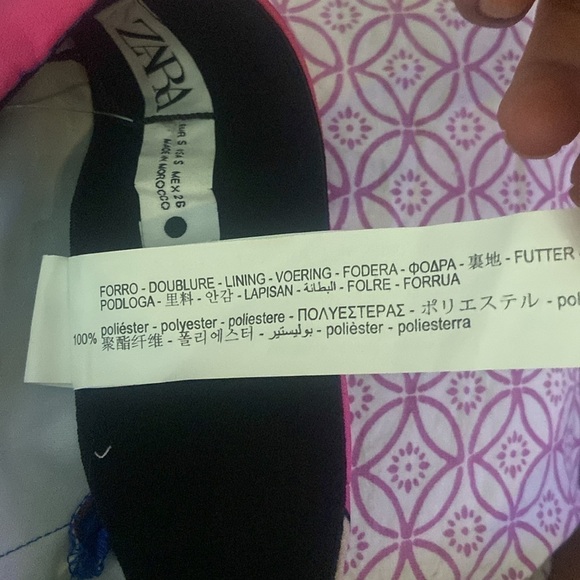 ZARA
EUR S USA S MEX 26
MADE IN MOROCCO
FORRO - DOUBLURE - LINING - VOERING - FODERA - ΦΟΔΡΑ - 裏地 - FUTTER
PODLOGA - 里料 - 안감 - LAPISAN - البطانة - FOLRE - FORRUA
100% poliéster - polyester - poliestere - ΠΟΛΥΕΣΤΕΡΑΣ - ポリエステル -
聚酯纤维 - 폴리에스터 - بوليستير - polièster - poliesterra